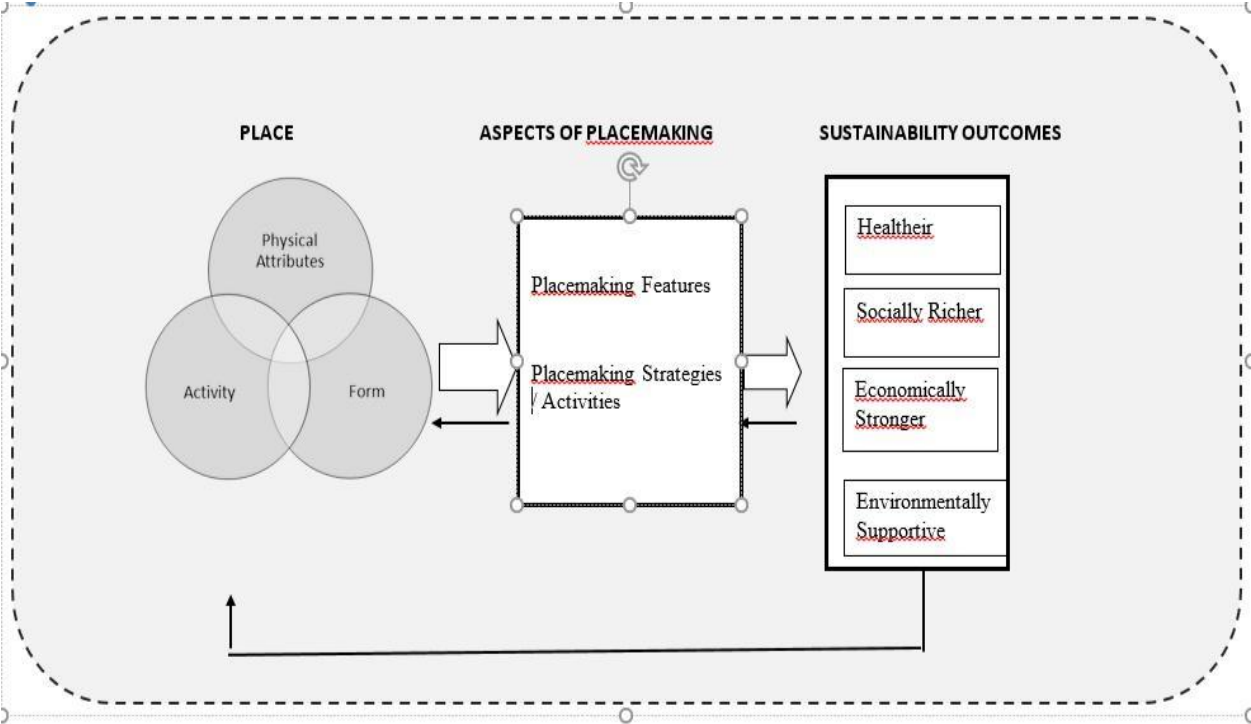 PLACE
ASPECTS OF PLACEMAKING
SUSTAINABILITY OUTCOMES
Physical
Attributes
Activity
Form
Placemaking Features
Placemaking Strategies
/ Activities
Healtheir
Socially Richer
Economically
Stronger
Environmentally
Supportive